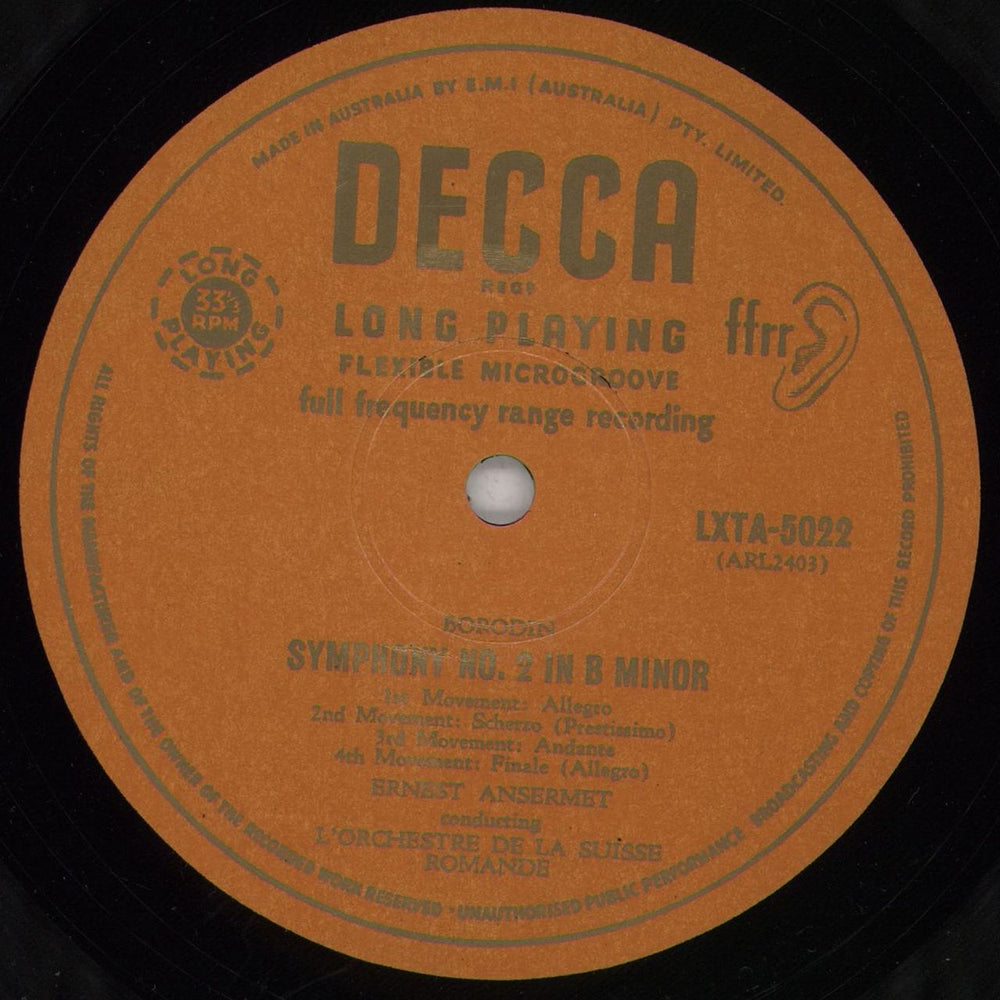 MADE IN AUSTRALIA BY E.M.I (AUSTRALIA) PTY. LIMITED.
DECCA
REGD
LONG PLAYING
33⅓ RPM
LONG PLAYING
ffrr
FLEXIBLE MICROGROOVE
full frequency range recording
LXTA-5022
(ARL2403)
BORODIN
SYMPHONY NO. 2 IN B MINOR
1st Movement: Allegro
2nd Movement: Scherzo (Prestissimo)
3rd Movement: Andante
4th Movement: Finale (Allegro)
ERNEST ANSERMET
conducting
L'ORCHESTRE DE LA SUISSE
ROMANDE
ALL RIGHTS OF THE MANUFACTURER AND OF THE OWNER OF THE RECORDED WORK RESERVED · UNAUTHORISED PUBLIC PERFORMANCE BROADCASTING AND COPYING OF THIS RECORD PROHIBITED